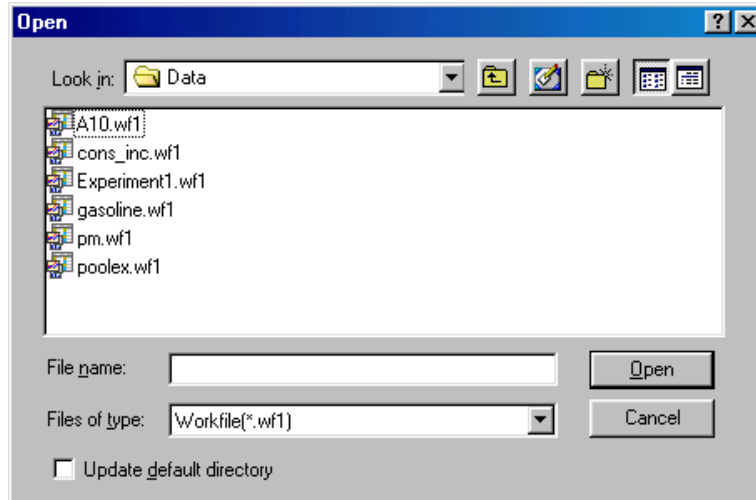 Open
Look in: Data
A10.wf1
cons_inc.wf1
Experiment1.wf1
gasoline.wf1
pm.wf1
poolex.wf1
File name: Open
Files of type: Workfile(*.wf1) Cancel
Update default directory